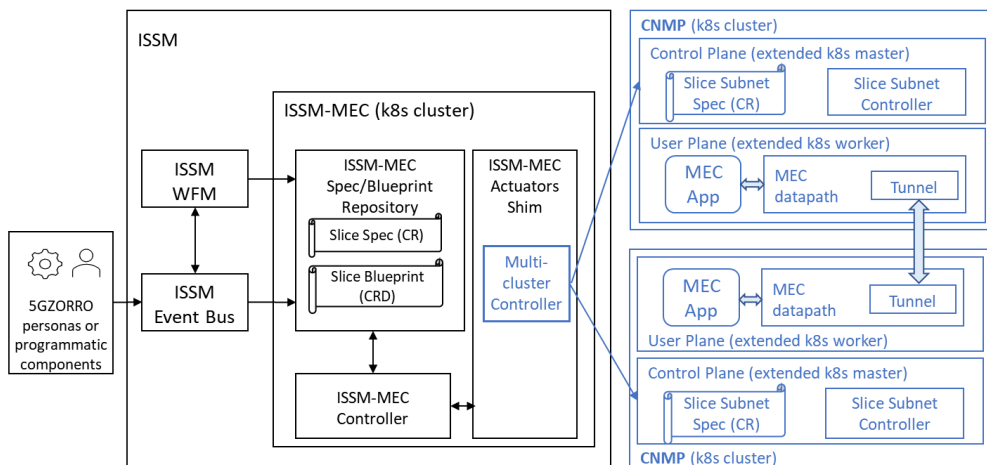 ISSM
ISSM-MEC (k8s cluster)
ISSM
WFM
ISSM-MEC
Spec/Blueprint
Repository
Slice Spec (CR)
Slice Blueprint
(CRD)
ISSM-MEC
Actuators
Shim
Multi-
cluster
Controller
5GZORRO
personas or
programmatic
components
ISSM
Event Bus
ISSM-MEC
Controller
CNMP (k8s cluster)
Control Plane (extended k8s master)
Slice Subnet
Spec (CR)
Slice Subnet
Controller
User Plane (extended k8s worker)
MEC
App
MEC
datapath
Tunnel
MEC
App
MEC
datapath
Tunnel
User Plane (extended k8s worker)
Control Plane (extended k8s master)
Slice Subnet
Spec (CR)
Slice Subnet
Controller
CNMP (k8s cluster)